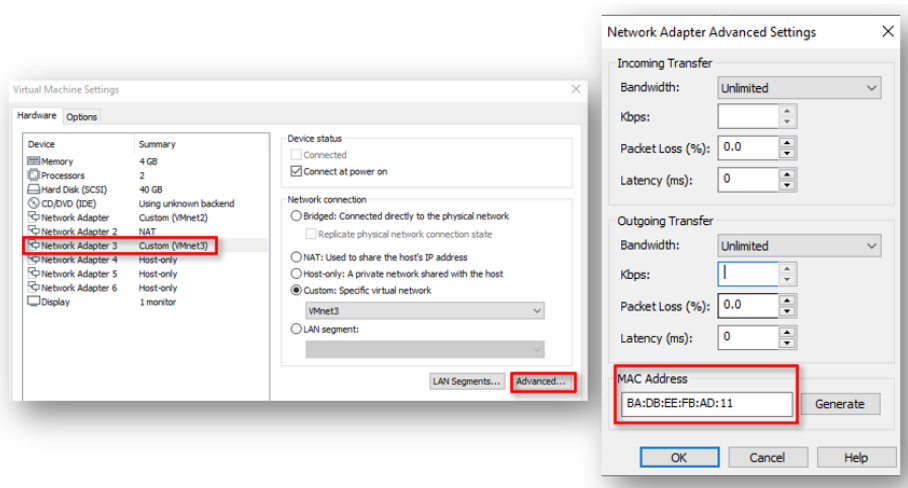 Virtual Machine Settings
Hardware Options
Device Summary
Memory 4 GB
Processors 2
Hard Disk (SCSI) 40 GB
CD/DVD (IDE) Using unknown backend
Network Adapter Custom (VMnet2)
Network Adapter 2 NAT
Network Adapter 3 Custom (VMnet3)
Network Adapter 4 Host-only
Network Adapter 5 Host-only
Network Adapter 6 Host-only
Display 1 monitor
Device status
Connected
Connect at power on
Network connection
Bridged: Connected directly to the physical network
Replicate physical network connection state
NAT: Used to share the host's IP address
Host-only: A private network shared with the host
Custom: Specific virtual network
VMnet3
LAN segment:
LAN Segments... Advanced...
Network Adapter Advanced Settings
Incoming Transfer
Bandwidth: Unlimited
Kbps:
Packet Loss (%): 0.0
Latency (ms): 0
Outgoing Transfer
Bandwidth: Unlimited
Kbps:
Packet Loss (%): 0.0
Latency (ms): 0
MAC Address
BA:DB:EE:FB:AD:11 Generate
OK Cancel Help